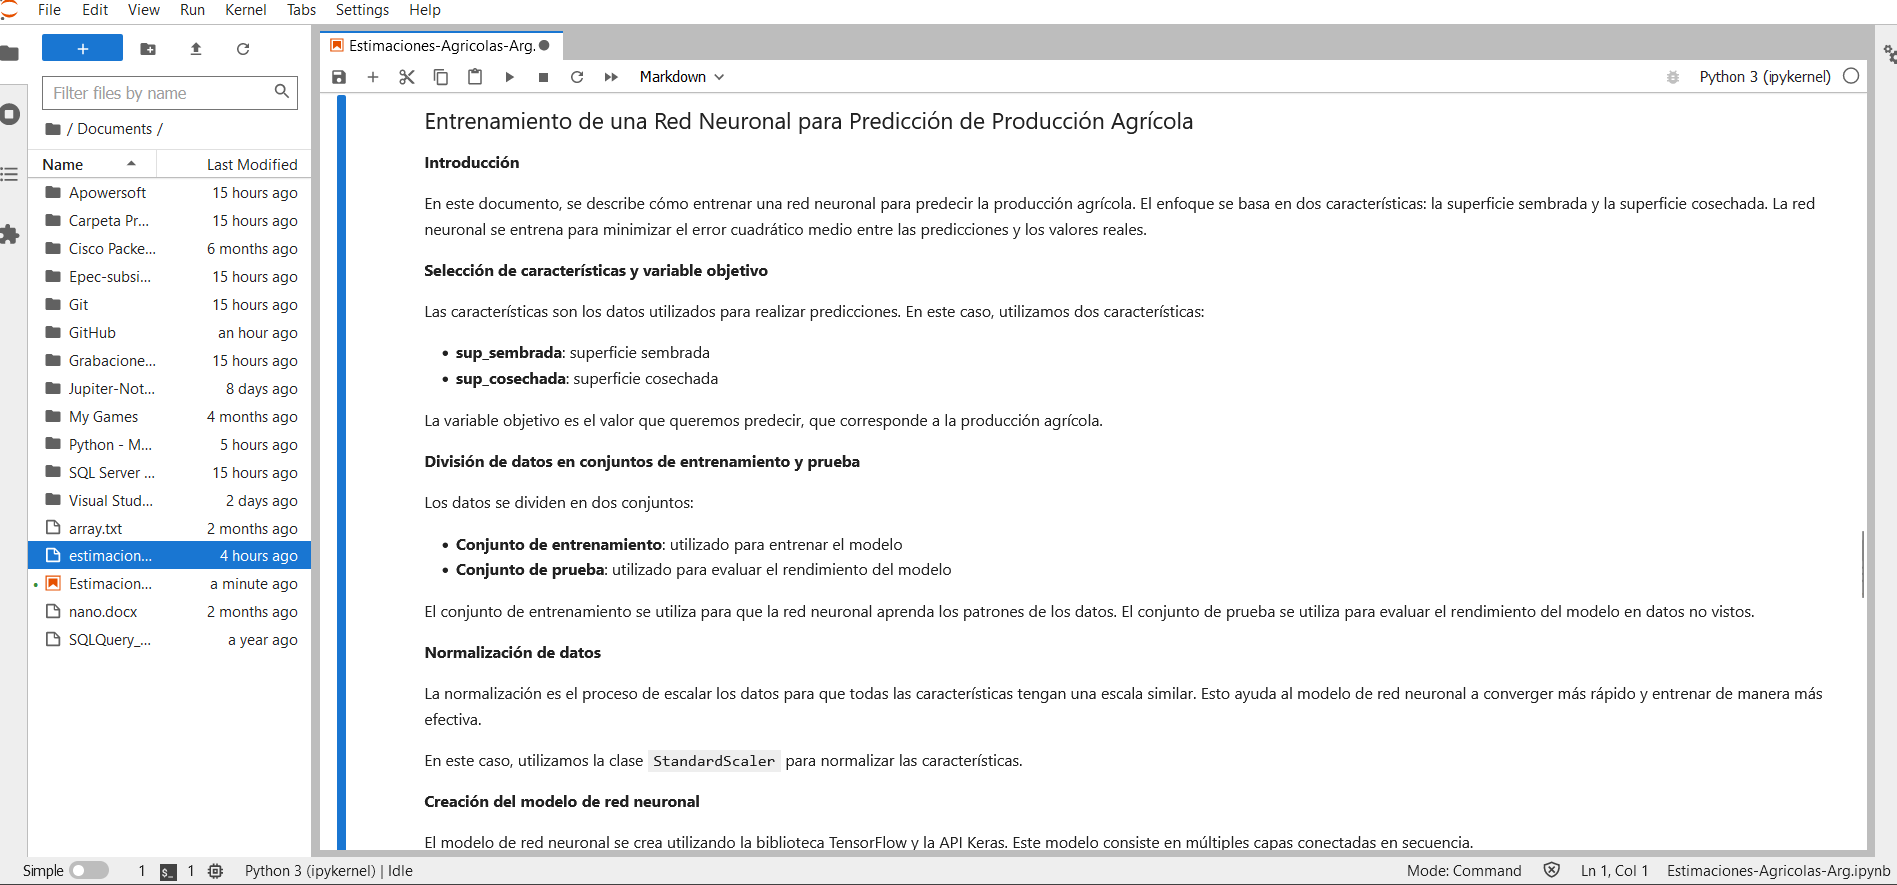 File Edit View Run Kernel Tabs Settings Help
Filter files by name
/ Documents /
Name Last Modified
Apowersoft 15 hours ago
Carpeta Pr... 15 hours ago
Cisco Packe... 6 months ago
Epec-subsi... 15 hours ago
Git 15 hours ago
GitHub an hour ago
Grabacione... 15 hours ago
Jupiter-Not... 8 days ago
My Games 4 months ago
Python - M... 5 hours ago
SQL Server ... 15 hours ago
Visual Stud... 2 days ago
array.txt 2 months ago
estimacion... 4 hours ago
Estimacion... a minute ago
nano.docx 2 months ago
SQLQuery_... a year ago
Estimaciones-Agricolas-Arg.
Markdown
Python 3 (ipykernel)
Entrenamiento de una Red Neuronal para Predicción de Producción Agrícola
Introducción
En este documento, se describe cómo entrenar una red neuronal para predecir la producción agrícola. El enfoque se basa en dos características: la superficie sembrada y la superficie cosechada. La red
neuronal se entrena para minimizar el error cuadrático medio entre las predicciones y los valores reales.
Selección de características y variable objetivo
Las características son los datos utilizados para realizar predicciones. En este caso, utilizamos dos características:
• sup_sembrada: superficie sembrada
• sup_cosechada: superficie cosechada
La variable objetivo es el valor que queremos predecir, que corresponde a la producción agrícola.
División de datos en conjuntos de entrenamiento y prueba
Los datos se dividen en dos conjuntos:
• Conjunto de entrenamiento: utilizado para entrenar el modelo
• Conjunto de prueba: utilizado para evaluar el rendimiento del modelo
El conjunto de entrenamiento se utiliza para que la red neuronal aprenda los patrones de los datos. El conjunto de prueba se utiliza para evaluar el rendimiento del modelo en datos no vistos.
Normalización de datos
La normalización es el proceso de escalar los datos para que todas las características tengan una escala similar. Esto ayuda al modelo de red neuronal a converger más rápido y entrenar de manera más
efectiva.
En este caso, utilizamos la clase StandardScaler para normalizar las características.
Creación del modelo de red neuronal
El modelo de red neuronal se crea utilizando la biblioteca TensorFlow y la API Keras. Este modelo consiste en múltiples capas conectadas en secuencia.
Simple 1 $_ 1 Python 3 (ipykernel) | Idle
Mode: Command Ln 1, Col 1 Estimaciones-Agricolas-Arg.ipynb